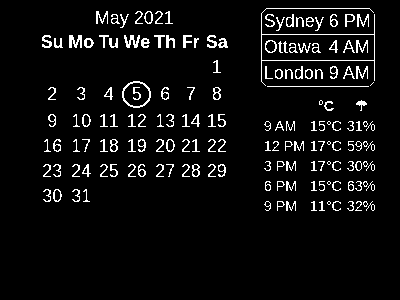 May 2021
Su Mo Tu We Th Fr Sa
1
2 3 4 5 6 7 8
9 10 11 12 13 14 15
16 17 18 19 20 21 22
23 24 25 26 27 28 29
30 31
Sydney 6 PM
Ottawa 4 AM
London 9 AM
°C ☂
9 AM 15°C 31%
12 PM 17°C 59%
3 PM 17°C 30%
6 PM 15°C 63%
9 PM 11°C 32%